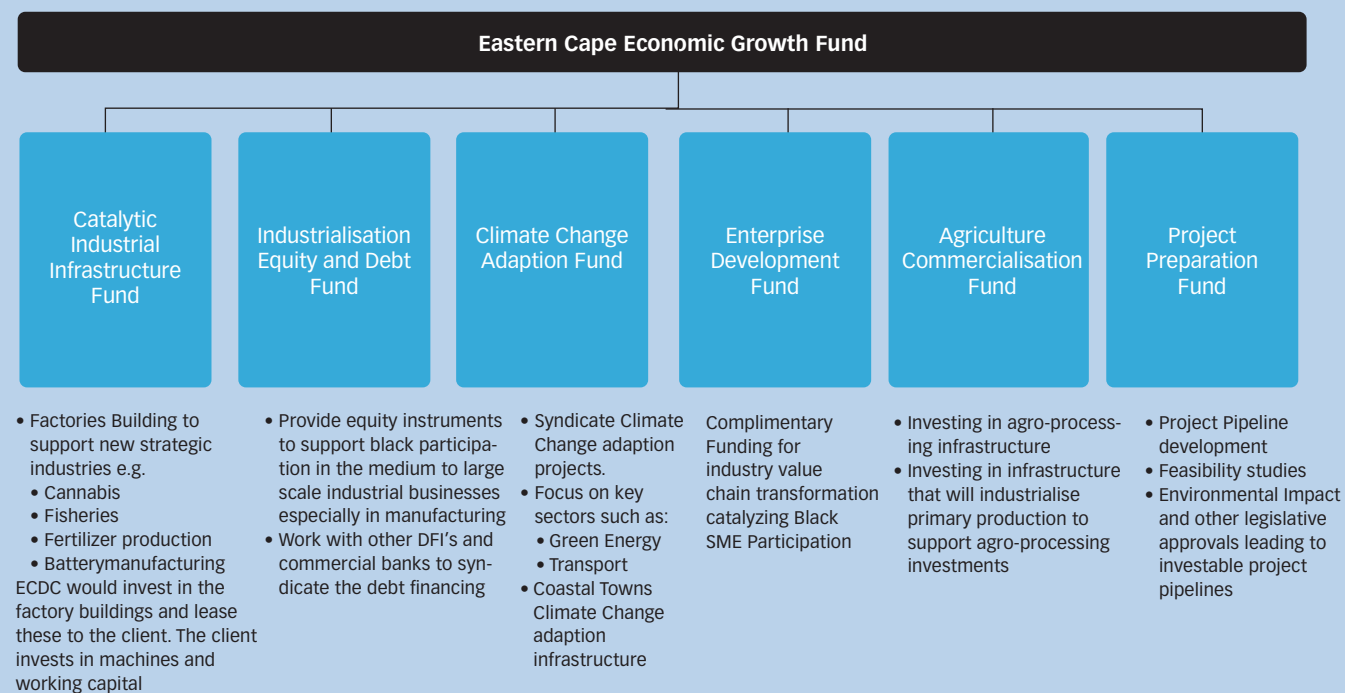 Eastern Cape Economic Growth Fund
Catalytic
Industrial
Infrastructure
Fund
Industrialisation
Equity and Debt
Fund
Climate Change
Adaption Fund
Enterprise
Development
Fund
Agriculture
Commercialisation
Fund
Project
Preparation
Fund
• Factories Building to
support new strategic
industries e.g.
• Cannabis
• Fisheries
• Fertilizer production
• Batterymanufacturing
ECDC would invest in the
factory buildings and lease
these to the client. The client
invests in machines and
working capital
• Provide equity instruments
to support black participa-
tion in the medium to large
scale industrial businesses
especially in manufacturing
• Work with other DFI's and
commercial banks to syn-
dicate the debt financing
• Syndicate Climate
Change adaption
projects.
• Focus on key
sectors such as:
• Green Energy
• Transport
• Coastal Towns
Climate Change
adaption
infrastructure
Complimentary
Funding for
industry value
chain transformation
catalyzing Black
SME Participation
• Investing in agro-process-
ing infrastructure
• Investing in infrastructure
that will industrialise
primary production to
support agro-processing
investments
• Project Pipeline
development
• Feasibility studies
• Environmental Impact
and other legislative
approvals leading to
investable project
pipelines